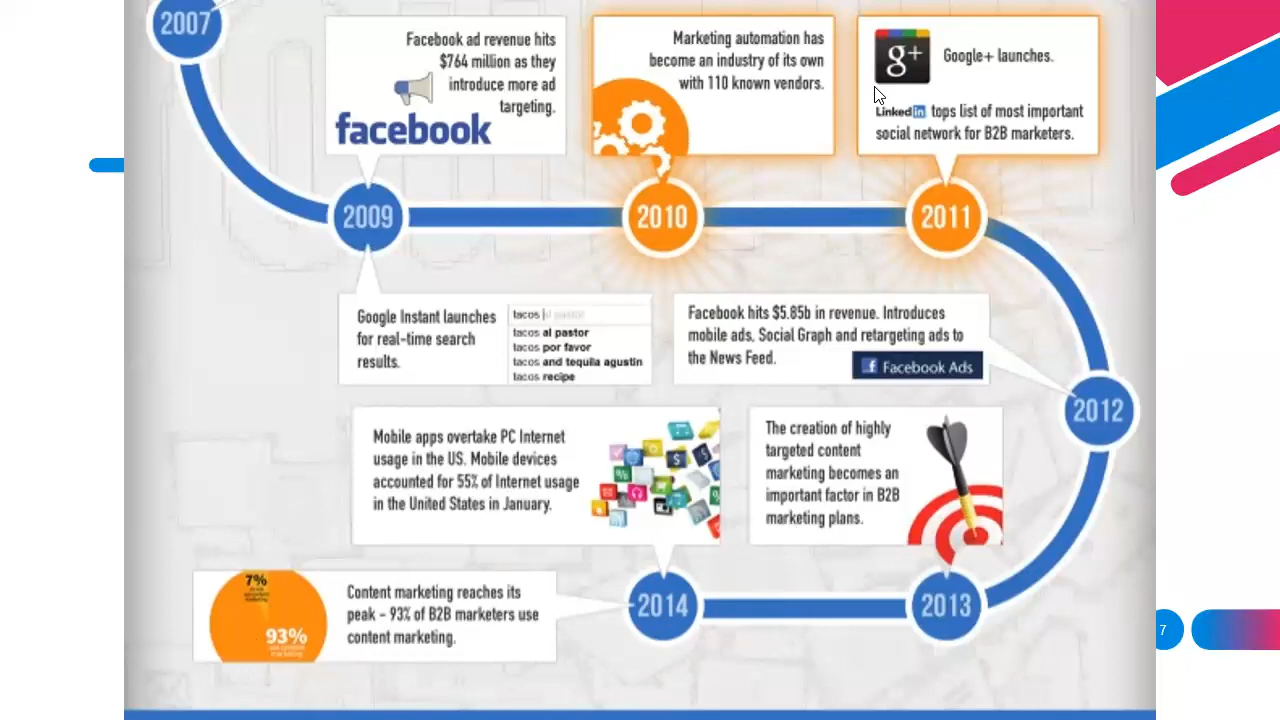 2007
Facebook ad revenue hits
$764 million as they
introduce more ad
targeting.
facebook
Marketing automation has
become an industry of its own
with 110 known vendors.
g+
Google+ launches.
Linked in tops list of most important
social network for B2B marketers.
2009
2010
2011
Google Instant launches
for real-time search
results.
tacos al pastor
tacos al pastor
tacos por favor
tacos and tequila agustin
tacos recipe
Facebook hits $5.85b in revenue. Introduces
mobile ads, Social Graph and retargeting ads to
the News Feed.
f Facebook Ads
2012
Mobile apps overtake PC Internet
usage in the US. Mobile devices
accounted for 55% of Internet usage
in the United States in January.
The creation of highly
targeted content
marketing becomes an
important factor in B2B
marketing plans.
7%
93%
Content marketing reaches its
peak - 93% of B2B marketers use
content marketing.
2014
2013
7